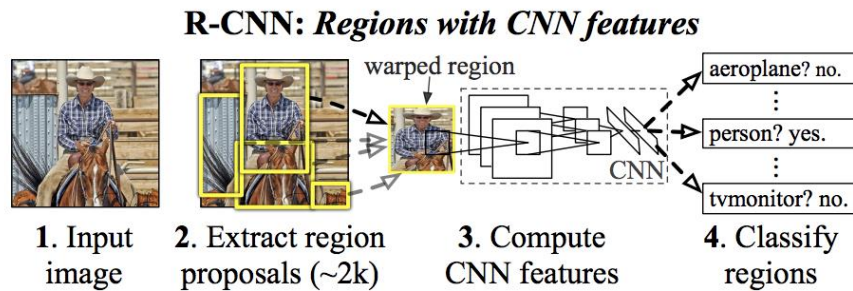 R-CNN: Regions with CNN features
warped region
aeroplane? no.
person? yes.
CNN
tvmonitor? no.
1. Input
image
2. Extract region
proposals (~2k)
3. Compute
CNN features
4. Classify
regions